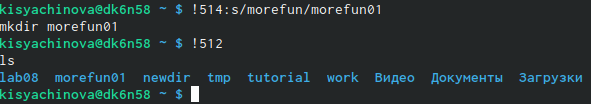 kisyachinova@dk6n58 ~ $ !514:s/morefun/morefun01
mkdir morefun01
kisyachinova@dk6n58 ~ $ !512
ls
lab08 morefun01 newdir tmp tutorial work Видео Документы Загрузки
kisyachinova@dk6n58 ~ $